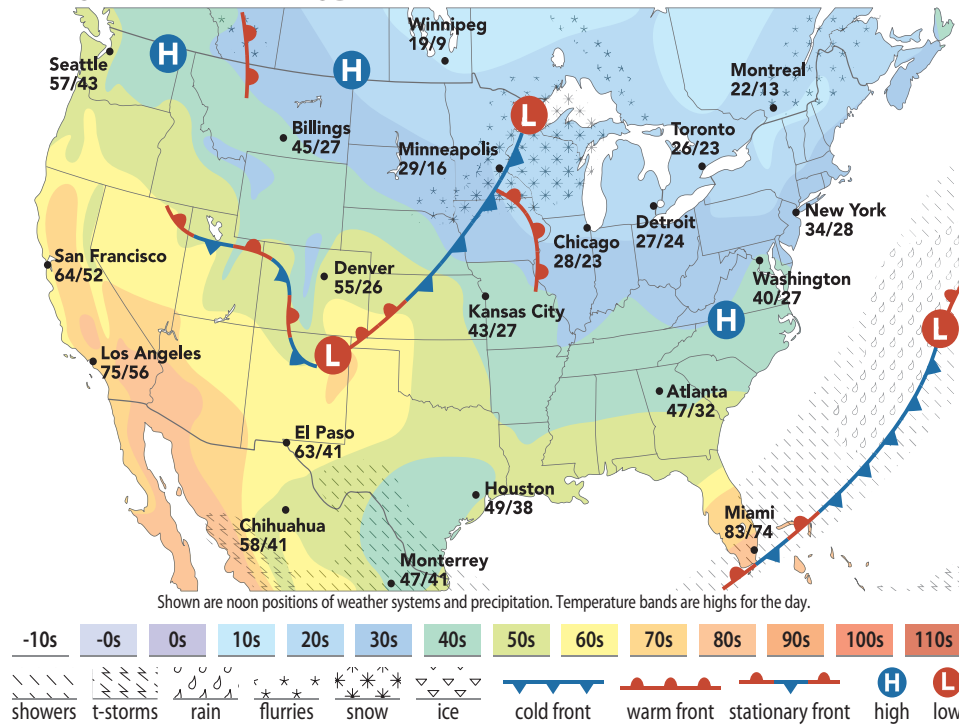 Winnipeg
19/9
Seattle
57/43
H
H
Montreal
22/13
L
Billings
45/27
Toronto
26/23
Minneapolis
29/16
New York
34/28
Detroit
27/24
Chicago
28/23
San Francisco
64/52
Denver
55/26
Washington
40/27
Kansas City
43/27
H
L
L
Los Angeles
75/56
Atlanta
47/32
El Paso
63/41
Houston
49/38
Chihuahua
58/41
Miami
83/74
Monterrey
47/41
Shown are noon positions of weather systems and precipitation. Temperature bands are highs for the day.
-10s -0s 0s 10s 20s 30s 40s 50s 60s 70s 80s 90s 100s 110s
H L
showers t-storms rain flurries snow ice cold front warm front stationary front high low